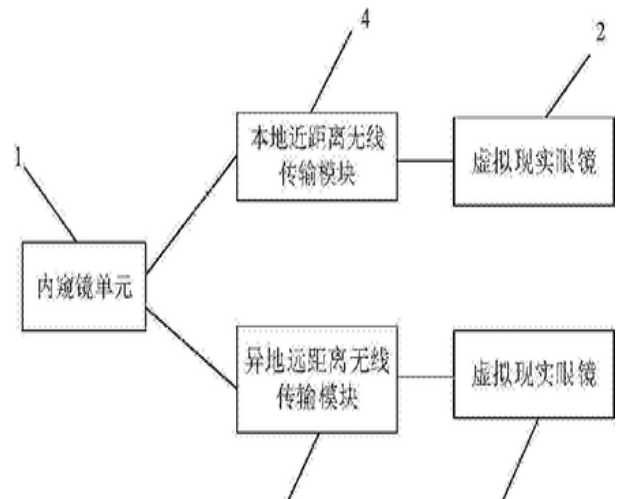 4
2
本地近距离无线
传输模块
虚拟现实眼镜
1
内窥镜单元
异地远距离无线
传输模块
虚拟现实眼镜